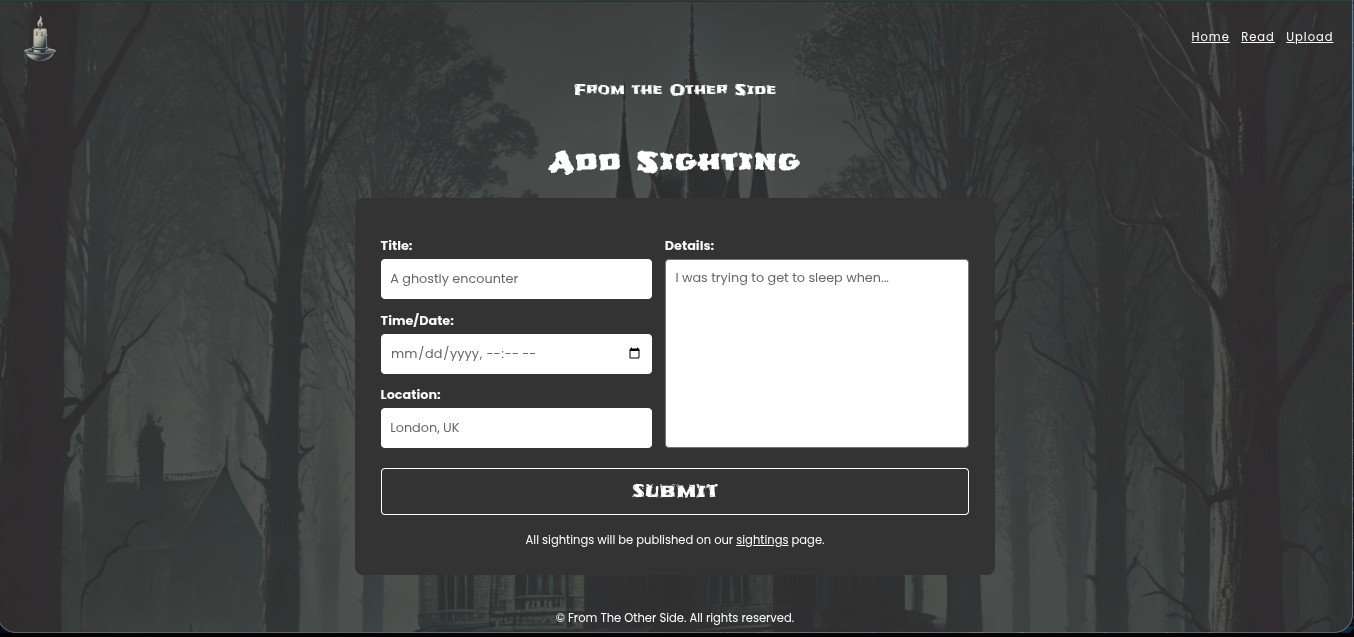 Home Read Upload
From the Other Side
Add Sighting
Title:
A ghostly encounter
Time/Date:
mm/dd/yyyy, --:-- --
Location:
London, UK
Details:
I was trying to get to sleep when...
Submit
All sightings will be published on our sightings page.
© From The Other Side. All rights reserved.